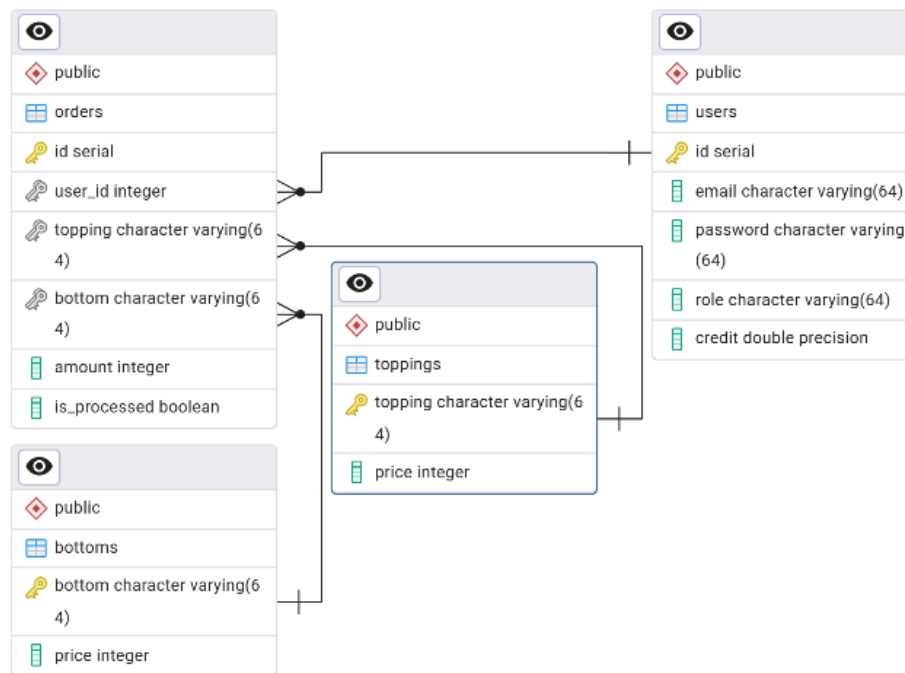 public
orders
id serial
user_id integer
topping character varying(6
4)
bottom character varying(6
4)
amount integer
is_processed boolean
public
users
id serial
email character varying(64)
password character varying
(64)
role character varying(64)
credit double precision
public
toppings
topping character varying(6
4)
price integer
public
bottoms
bottom character varying(6
4)
price integer